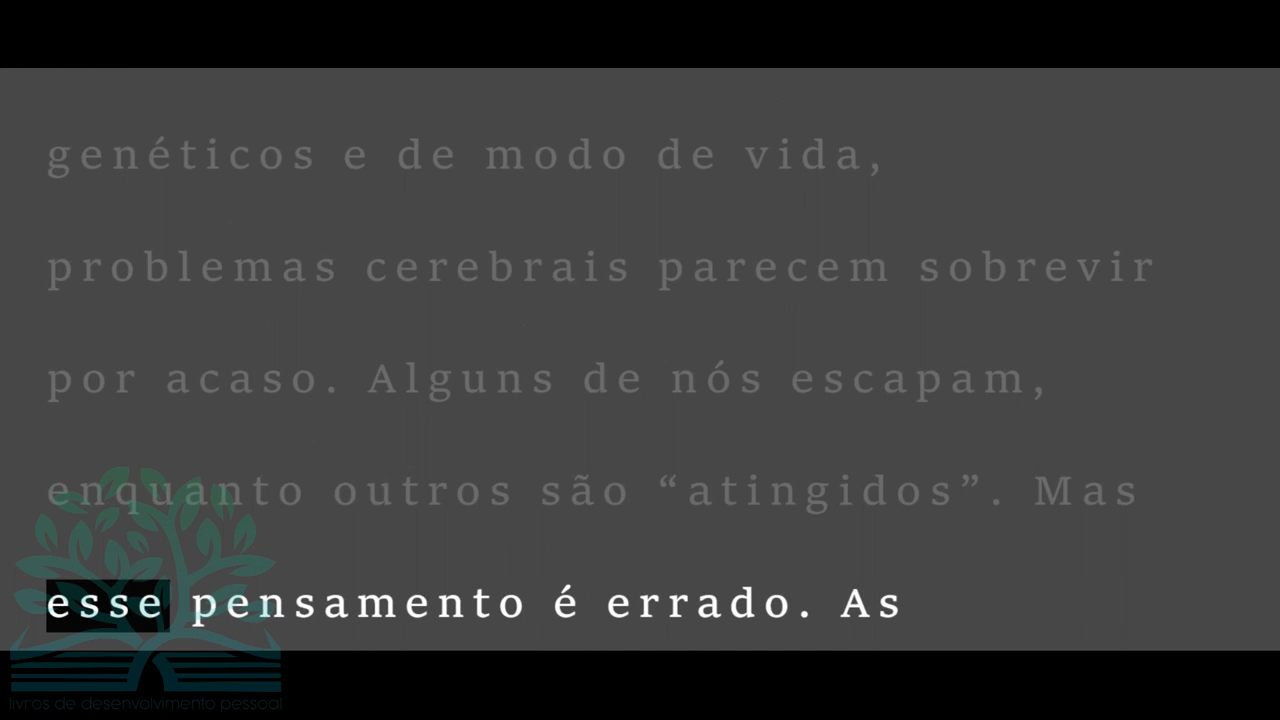 genéticos e de modo de vida,
problemas cerebrais parecem sobrevir
por acaso. Alguns de nós escapam,
enquanto outros são “atingidos”. Mas
esse pensamento é errado. As
livros de desenvolvimento pessoal